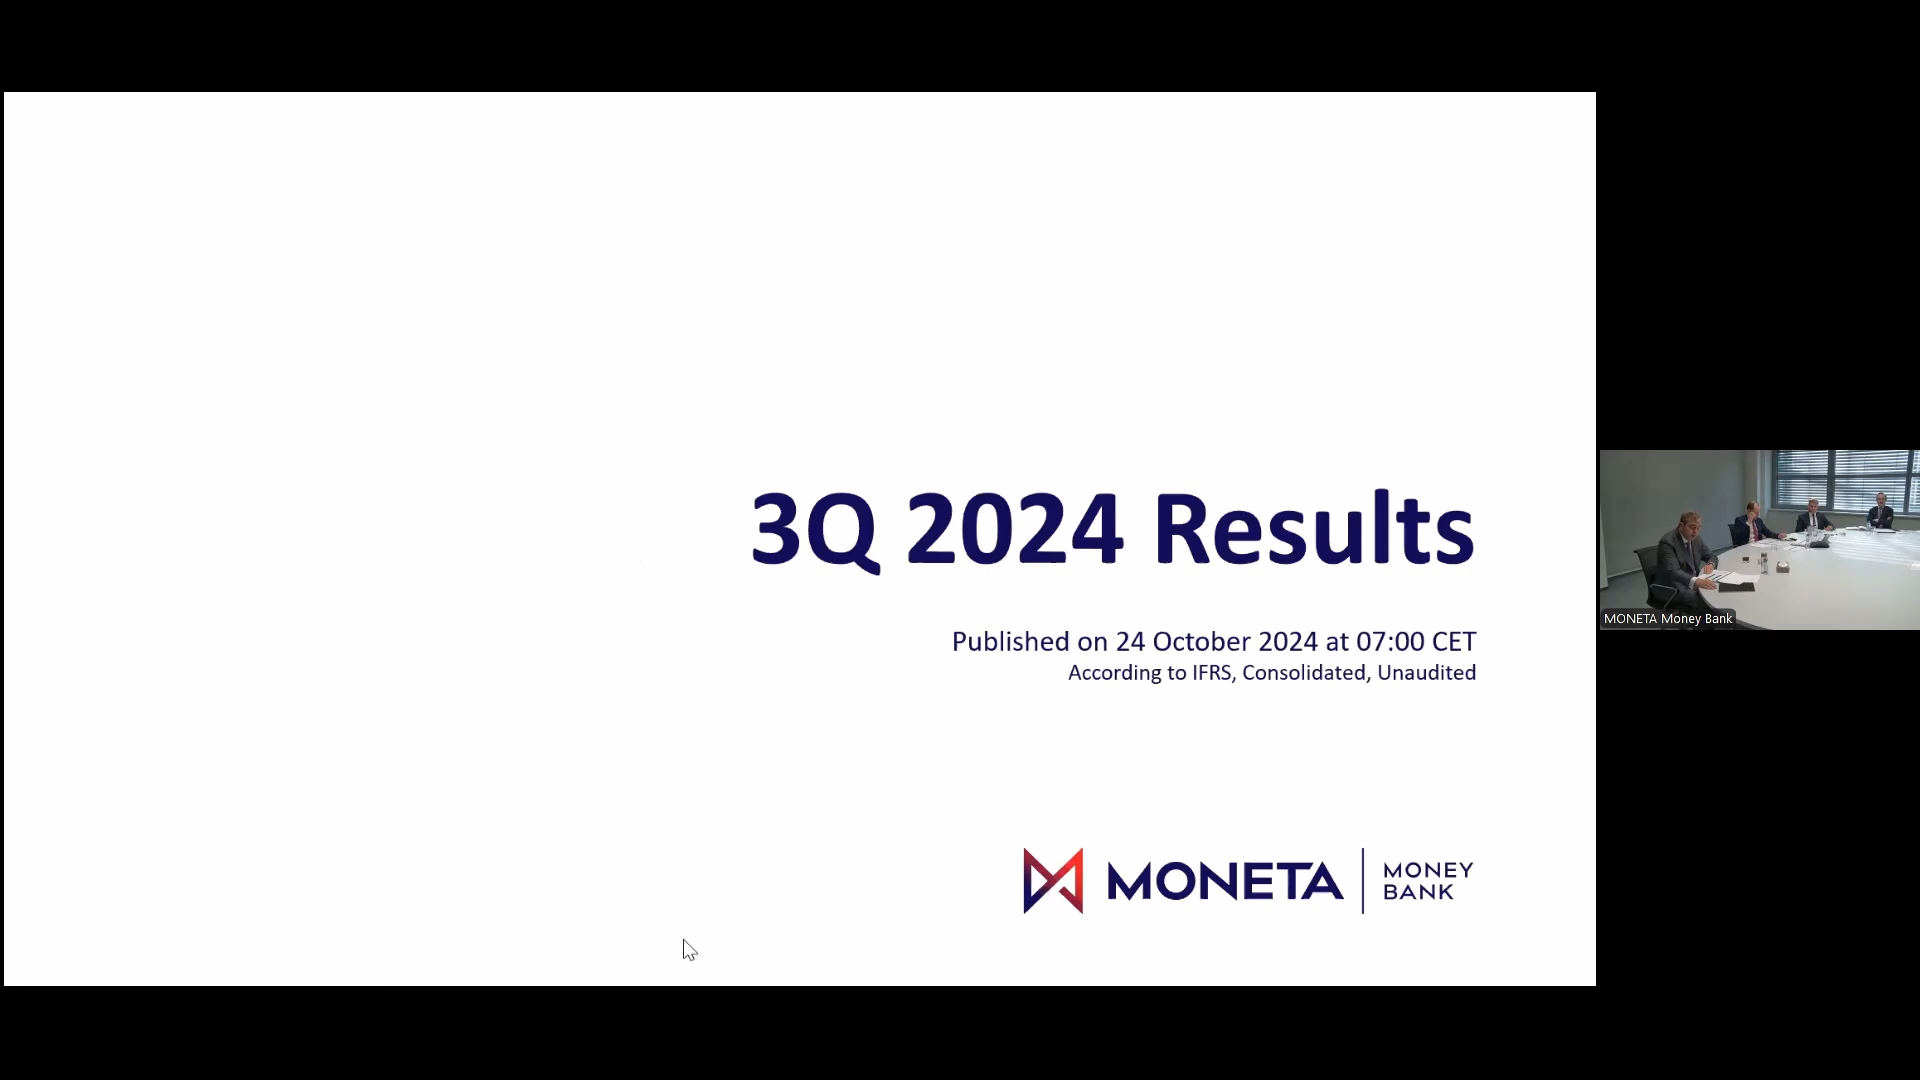 3Q 2024 Results
Published on 24 October 2024 at 07:00 CET
According to IFRS, Consolidated, Unaudited
MONETA
MONEY
BANK
MONETA Money Bank